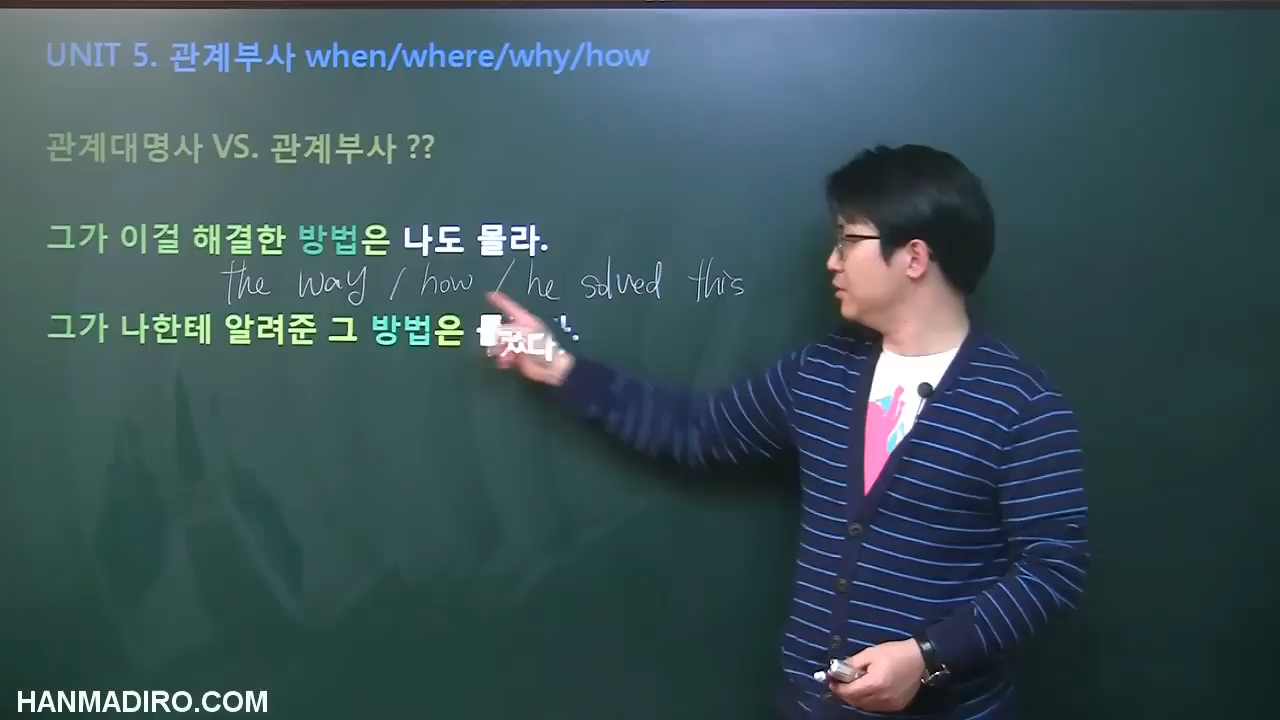 UNIT 5. 관계부사 when/where/why/how
관계대명사 VS. 관계부사 ??
그가 이걸 해결한 방법은 나도 몰라.
the way / how / he solved this
그가 나한테 알려준 그 방법은
HANMADIRO.COM